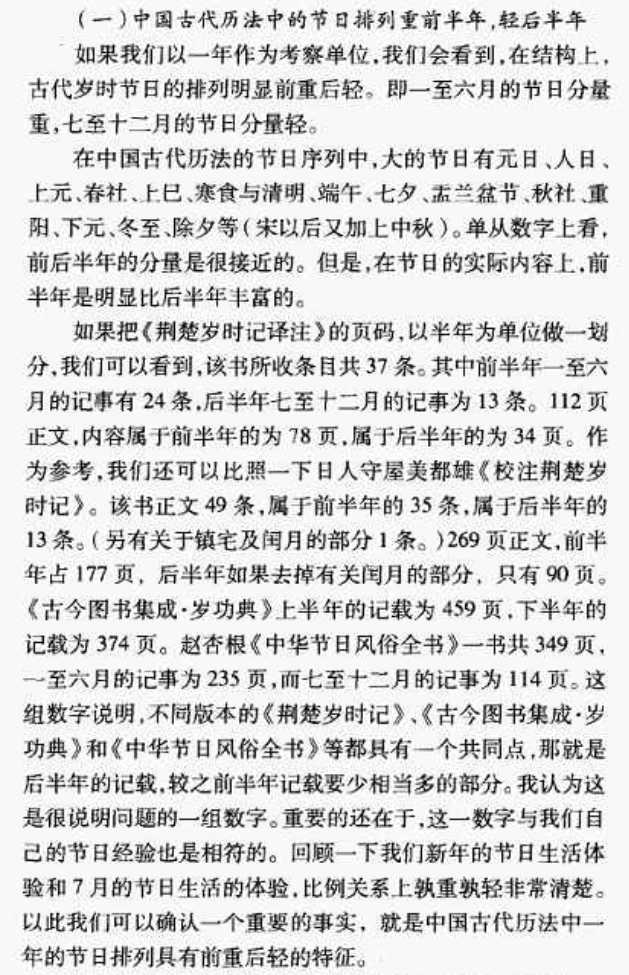 (一)中国古代历法中的节日排列重前半年,轻后半年
如果我们以一年作为考察单位,我们会看到,在结构上,
古代岁时节日的排列明显前重后轻。即一至六月的节日分量
重,七至十二月的节日分量轻。
在中国古代历法的节日序列中,大的节日有元日、人日、
上元、春社、上巳、寒食与清明、端午、七夕、盂兰盆节、秋社、重
阳、下元、冬至、除夕等(宋以后又加上中秋)。单从数字上看,
前后半年的分量是很接近的。但是,在节日的实际内容上,前
半年是明显比后半年丰富的。
如果把《荆楚岁时记译注》的页码,以半年为单位做一划
分,我们可以看到,该书所收条目共37条。其中前半年一至六
月的记事有24条,后半年七至十二月的记事为13条。112页
正文,内容属于前半年的为78页,属于后半年的为34页。作
为参考,我们还可以比照一下日人守屋美都雄《校注荆楚岁
时记》。该书正文49条,属于前半年的35条,属于后半年的
13条。(另有关于镇宅及闰月的部分1条。)269页正文,前半
年占177页,后半年如果去掉有关闰月的部分,只有90页。
《古今图书集成·岁功典》上半年的记载为459页,下半年的
记载为374页。赵杏根《中华节日风俗全书》一书共349页,
一至六月的记事为235页,而七至十二月的记事为114页。这
组数字说明,不同版本的《荆楚岁时记》、《古今图书集成·岁
功典》和《中华节日风俗全书》等都具有一个共同点,那就是
后半年的记载,较之前半年记载要少相当多的部分。我认为这
是很说明问题的一组数字。重要的还在于,这一数字与我们自
己的节日经验也是相符的。回顾一下我们新年的节日生活体
验和7月的节日生活的体验,比例关系上孰重孰轻非常清楚。
以此我们可以确认一个重要的事实,就是中国古代历法中一
年的节日排列具有前重后轻的特征。